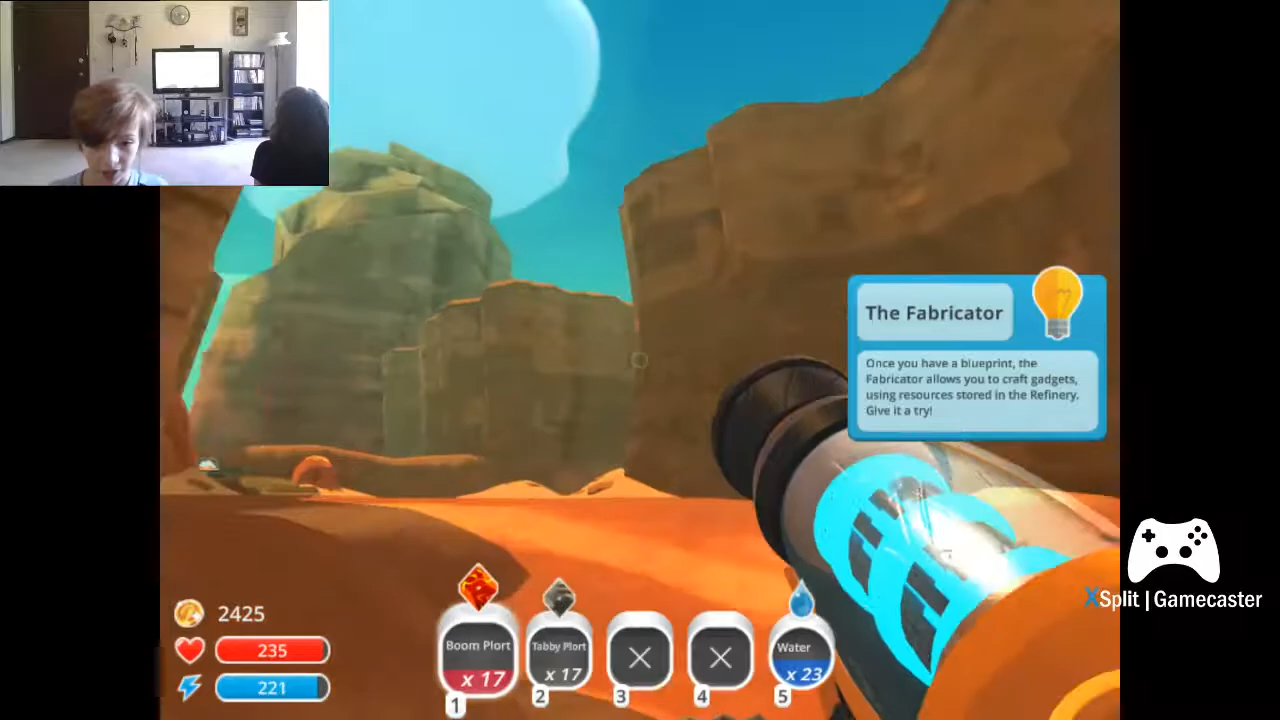 The Fabricator
Once you have a blueprint, the
Fabricator allows you to craft gadgets,
using resources stored in the Refinery.
Give it a try!
XSplit | Gamecaster
2425
235
221
Boom Plort
x 17
1
Tabby Plort
x 17
2
3
4
Water
x 23
5